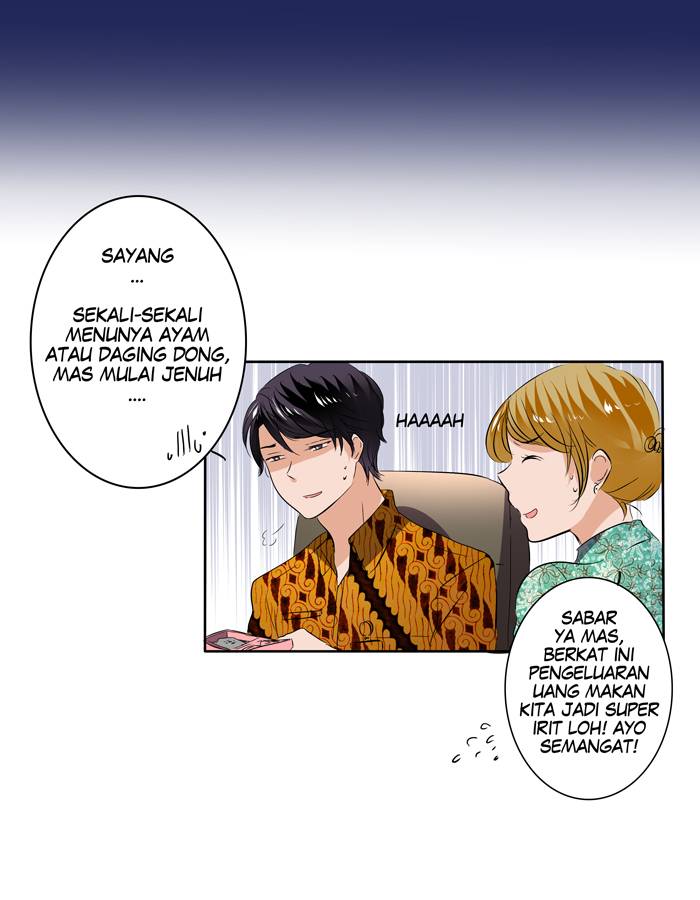 SAYANG
...
SEKALI-SEKALI
MENUNYA AYAM
ATAU DAGING DONG,
MAS MULAI JENUH
....
HAAAAH
SABAR
YA MAS,
BERKAT INI
PENGELUARAN
UANG MAKAN
KITA JADI SUPER
IRIT LOH! AYO
SEMANGAT!